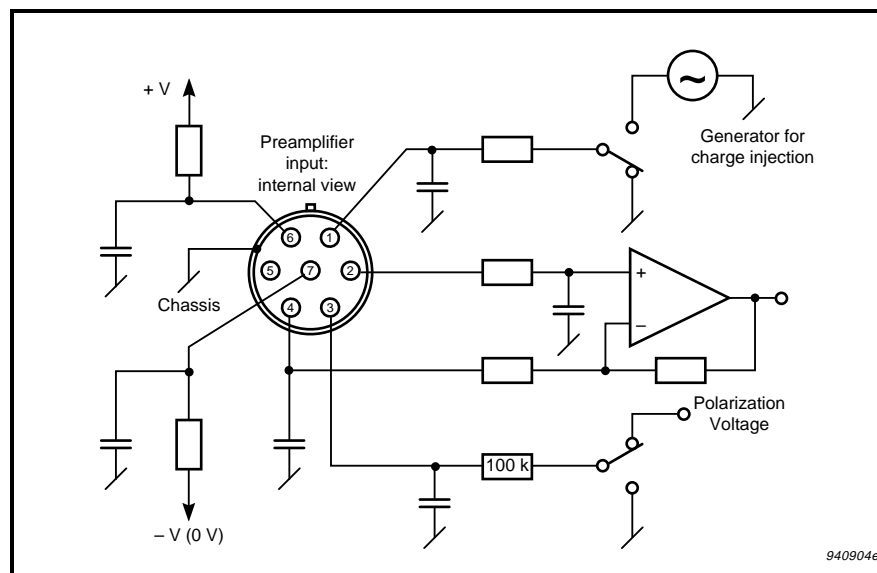 + V
Generator for
charge injection
Preamplifier
input:
internal view
6
1
5
7
2
4
3
Chassis
+
–
Polarization
Voltage
100 k
– V (0 V)
940904e